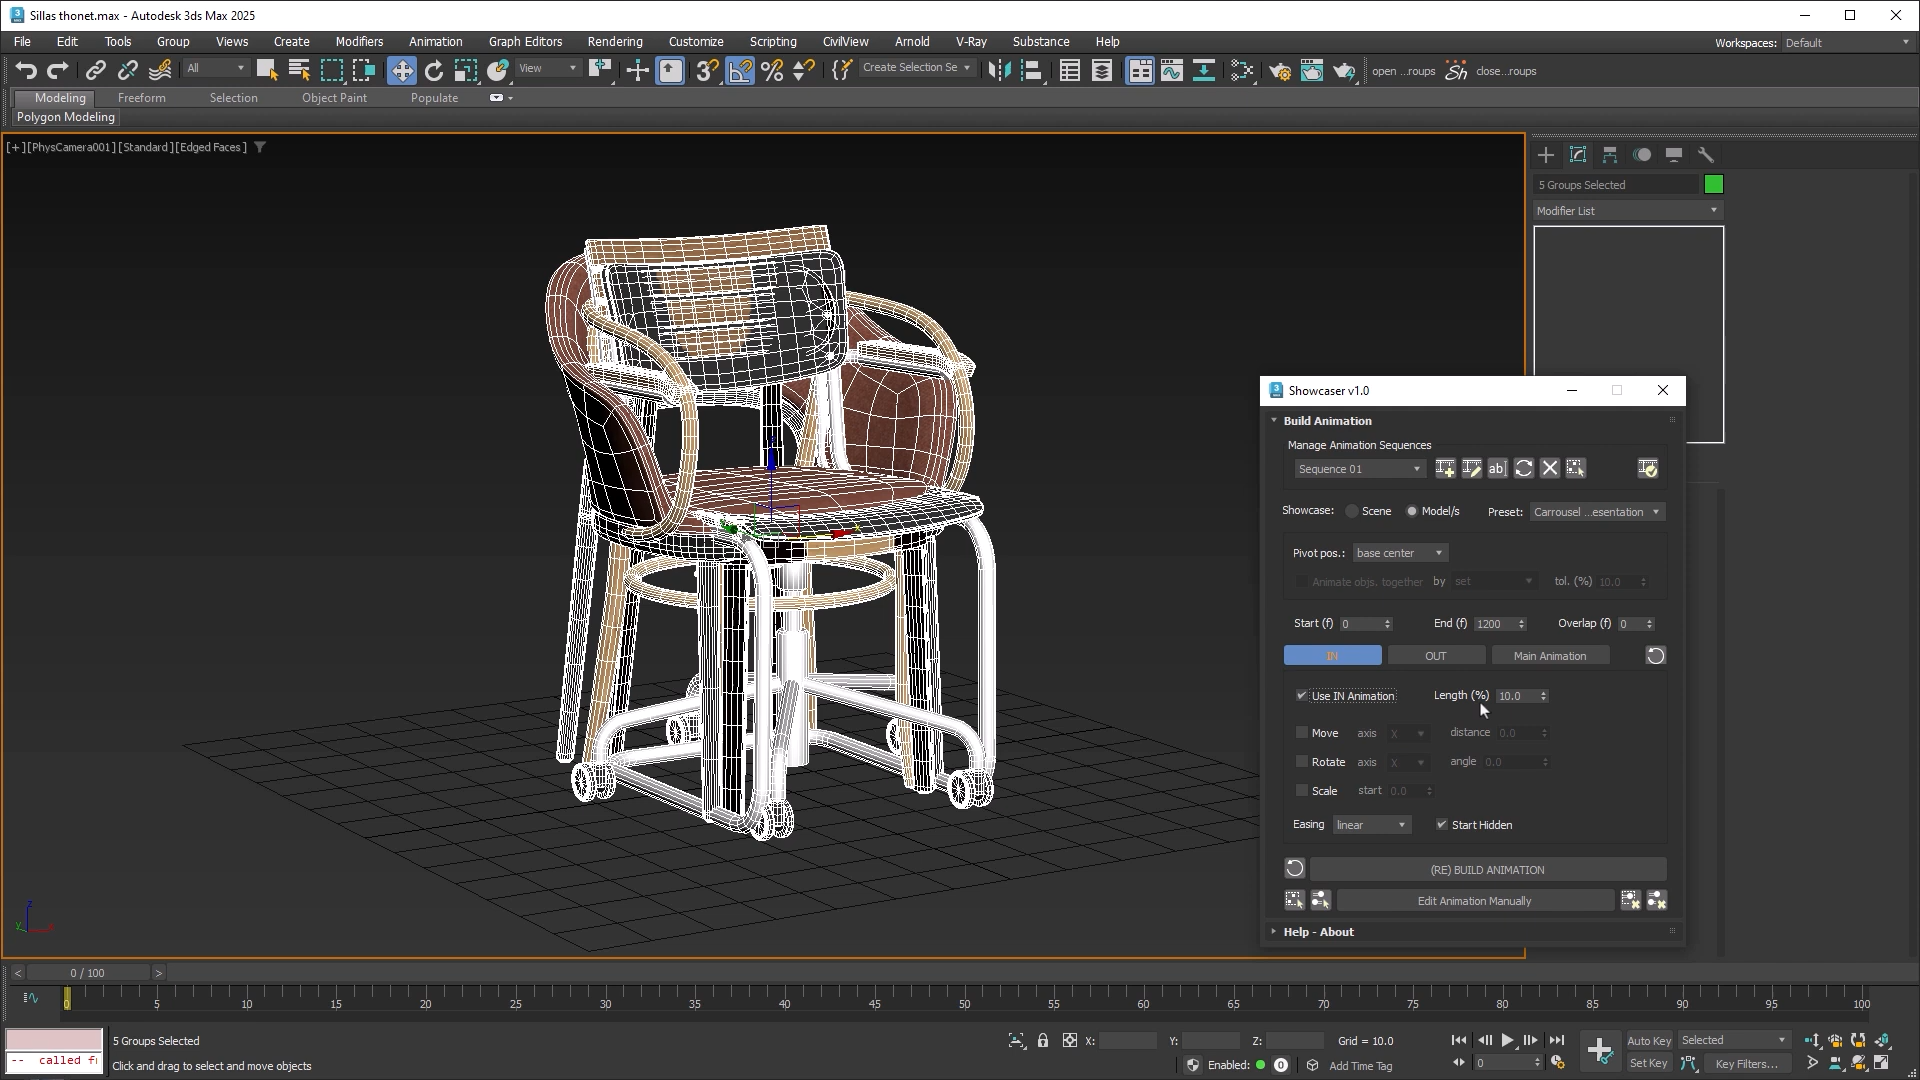 Sillas thonet.max - Autodesk 3ds Max 2025
File Edit Tools Group Views Create Modifiers Animation Graph Editors Rendering Customize Scripting CivilView Arnold V-Ray Substance Help
Workspaces: Default
All View Create Selection Se open ...roups Sh close...roups
Modeling Freeform Selection Object Paint Populate
Polygon Modeling
[+] [PhysCamera001] [Standard] [Edged Faces]
5 Groups Selected
Modifier List
Showcaser v1.0
Build Animation
Manage Animation Sequences
Sequence 01
Showcase: Scene Model/s Preset: Carrousel ...esentation
Pivot pos.: base center
Animate objs. together by set tol. (%) 10.0
Start (f) 0 End (f) 1200 Overlap (f) 0
IN OUT Main Animation
Use IN Animation Length (%) 10.0
Move axis X distance 0.0
Rotate axis X angle 0.0
Scale start 0.0
Easing linear Start Hidden
(RE) BUILD ANIMATION
Edit Animation Manually
Help - About
< 0 / 100 >
0 5 10 15 20 25 30 35 40 45 50 55 60 65 70 75 80 85 90 95 100
5 Groups Selected
X: Y: Z: Grid = 10.0
Auto Key Selected
-- called f
Click and drag to select and move objects
Enabled: 0 Add Time Tag
0
Set Key Key Filters...